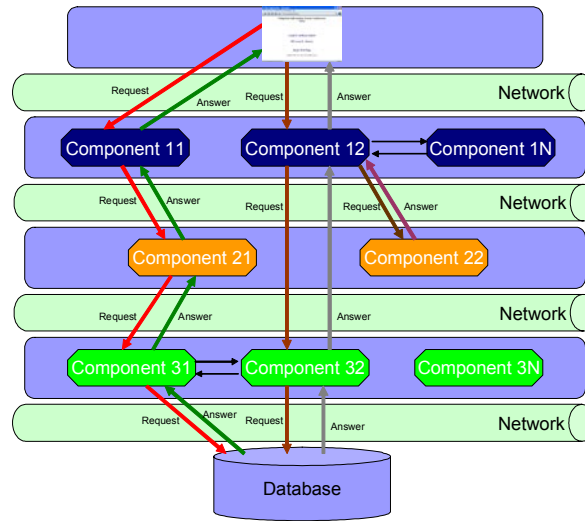 Request
Answer
Request
Answer
Network
Component 11
Component 12
Component 1N
Request
Answer
Request
Request
Answer
Network
Component 21
Component 22
Request
Answer
Request
Answer
Network
Component 31
Component 32
Component 3N
Request
Answer
Request
Answer
Network
Database